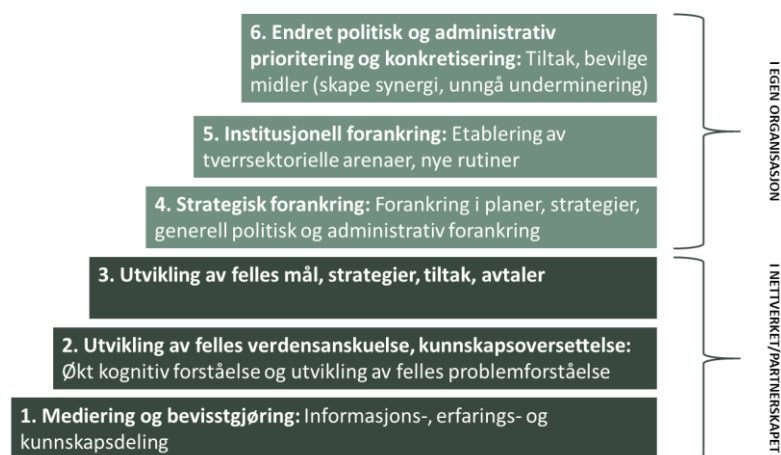 6. Endret politisk og administrativ
prioritering og konkretisering: Tiltak, bevilge
midler (skape synergi, unngå underminering)
5. Institusjonell forankring: Etablering av
tverrsektorielle arenaer, nye rutiner
4. Strategisk forankring: Forankring i planer, strategier,
generell politisk og administrativ forankring
I EGEN ORGANISASJON
3. Utvikling av felles mål, strategier, tiltak, avtaler
2. Utvikling av felles verdensanskuelse, kunnskapsoversettelse:
Økt kognitiv forståelse og utvikling av felles problemforståelse
1. Mediering og bevisstgjøring: Informasjons-, erfarings- og
kunnskapsdeling
I NETTVERKET/PARTNERSKAPET